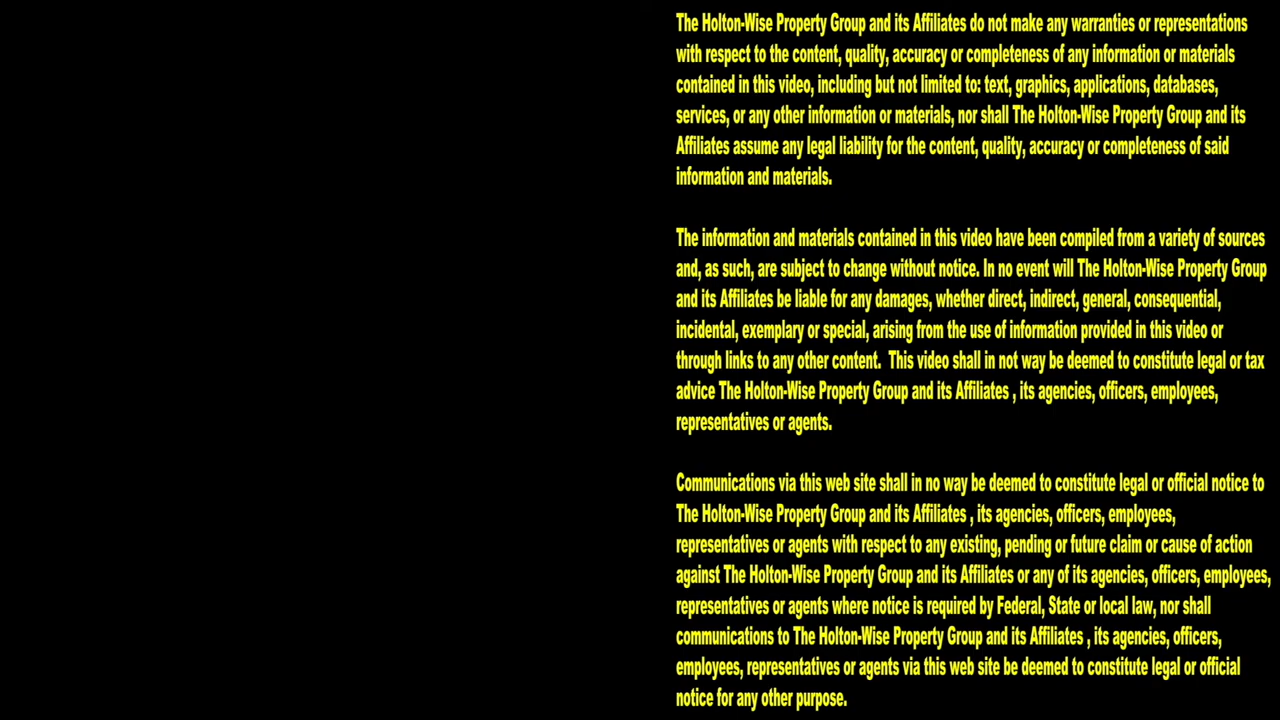 The Holton-Wise Property Group and its Affiliates do not make any warranties or representations
with respect to the content, quality, accuracy or completeness of any information or materials
contained in this video, including but not limited to: text, graphics, applications, databases,
services, or any other information or materials, nor shall The Holton-Wise Property Group and its
Affiliates assume any legal liability for the content, quality, accuracy or completeness of said
information and materials.
The information and materials contained in this video have been compiled from a variety of sources
and, as such, are subject to change without notice. In no event will The Holton-Wise Property Group
and its Affiliates be liable for any damages, whether direct, indirect, general, consequential,
incidental, exemplary or special, arising from the use of information provided in this video or
through links to any other content.  This video shall in not way be deemed to constitute legal or tax
advice The Holton-Wise Property Group and its Affiliates , its agencies, officers, employees,
representatives or agents.
Communications via this web site shall in no way be deemed to constitute legal or official notice to
The Holton-Wise Property Group and its Affiliates , its agencies, officers, employees,
representatives or agents with respect to any existing, pending or future claim or cause of action
against The Holton-Wise Property Group and its Affiliates or any of its agencies, officers, employees,
representatives or agents where notice is required by Federal, State or local law, nor shall
communications to The Holton-Wise Property Group and its Affiliates , its agencies, officers,
employees, representatives or agents via this web site be deemed to constitute legal or official
notice for any other purpose.